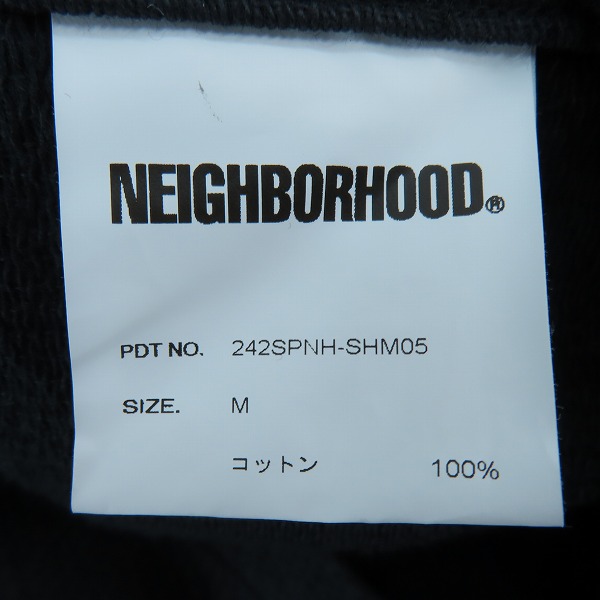 NEIGHBORHOOD®
PDT NO. 242SPNH-SHM05
SIZE. M
コットン 100%